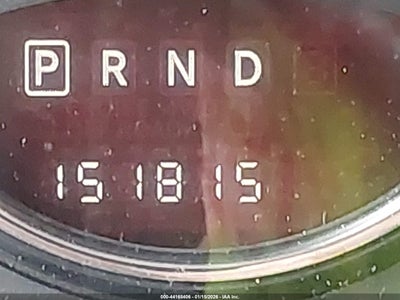 P R N D
151815
000-44168406 - 01/15/2026 - IAA Inc.